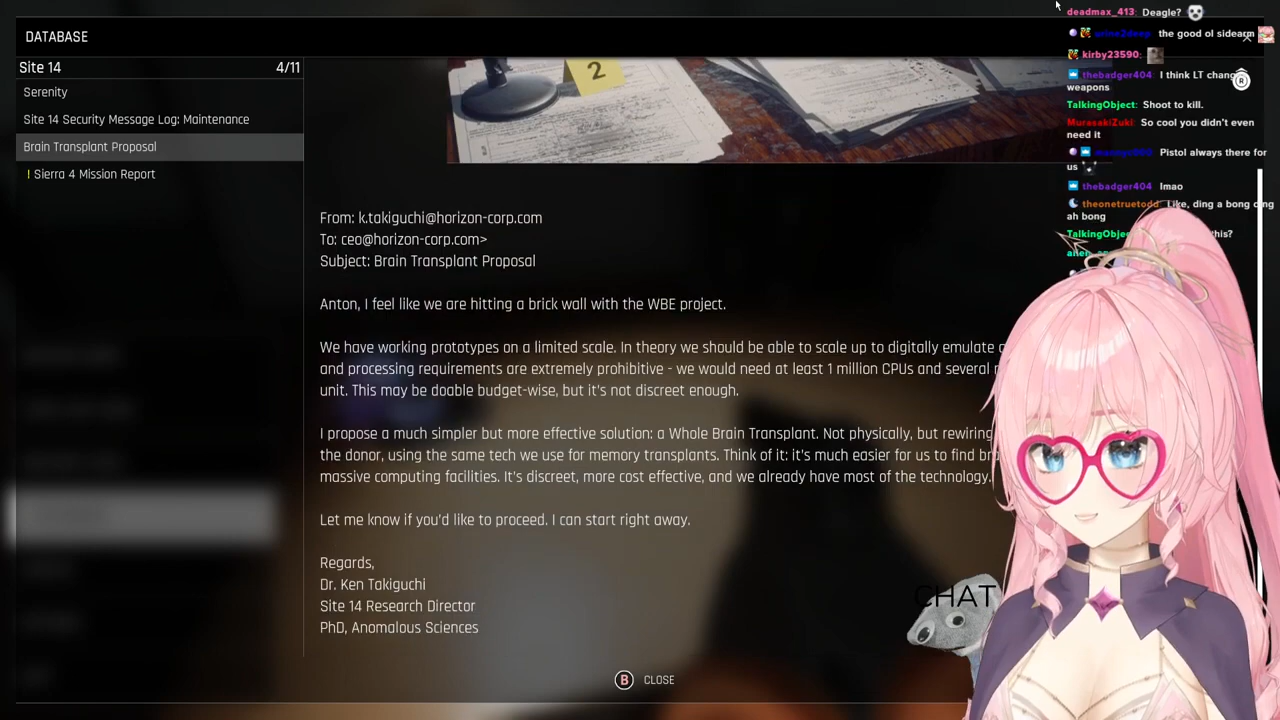 DATABASE
Site 14 4/11
Serenity
Site 14 Security Message Log: Maintenance
Brain Transplant Proposal
! Sierra 4 Mission Report
2
From: k.takiguchi@horizon-corp.com
To: ceo@horizon-corp.com>
Subject: Brain Transplant Proposal
Anton, I feel like we are hitting a brick wall with the WBE project.
We have working prototypes on a limited scale. In theory we should be able to scale up to digitally emulate
and processing requirements are extremely prohibitive - we would need at least 1 million CPUs and several
unit. This may be doable budget-wise, but it's not discreet enough.
I propose a much simpler but more effective solution: a Whole Brain Transplant. Not physically, but rewiring
the donor, using the same tech we use for memory transplants. Think of it: it's much easier for us to find
massive computing facilities. It's discreet, more cost effective, and we already have most of the technology.
Let me know if you'd like to proceed. I can start right away.
Regards,
Dr. Ken Takiguchi
Site 14 Research Director
PhD, Anomalous Sciences
B CLOSE
CHAT
R
deadmax_413: Deagle?
the good ol sidearm
kirby23590:
thebadger404 I think LT
weapons
TalkingObject: Shoot to kill.
MurasakiZuki: So cool you didn't even
need it
Pistol always there for
us
thebadger404 lmao
theonetruetodd: Like, ding a bong
ah bong
this?